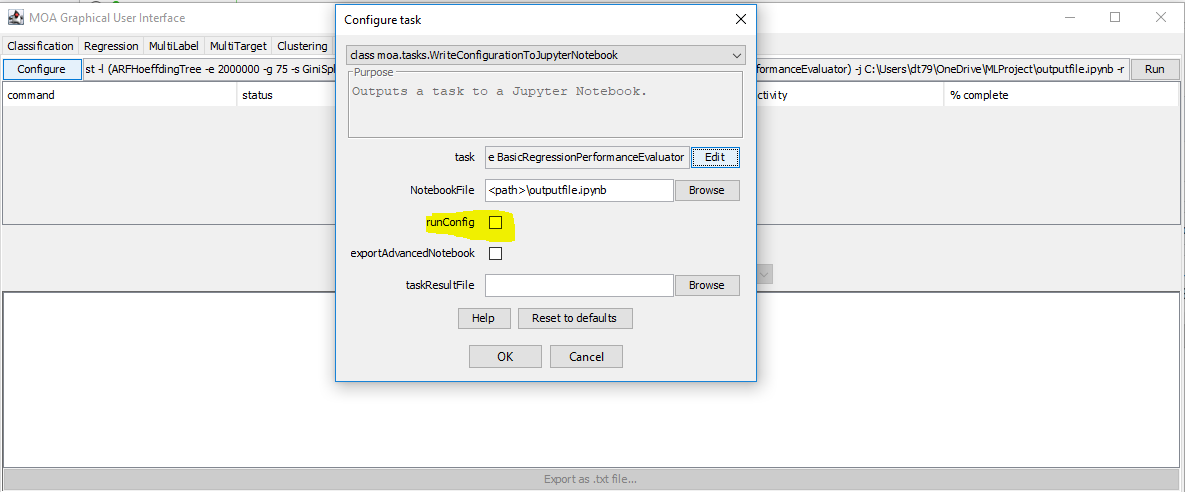 MOA Graphical User Interface
Classification Regression MultiLabel MultiTarget Clustering
Configure st -l (ARFHoeffdingTree -e 2000000 -g 75 -s GiniSpl rformanceEvaluator) -j C:\Users\dt79\OneDrive\MLProject\outputfile.ipynb -r Run
command status ctivity % complete
Configure task
class moa.tasks.WriteConfigurationToJupyterNotebook
Purpose
Outputs a task to a Jupyter Notebook.
task e BasicRegressionPerformanceEvaluator Edit
NotebookFile <path>\outputfile.ipynb Browse
runConfig
exportAdvancedNotebook
taskResultFile Browse
Help Reset to defaults
OK Cancel
Export as .txt file...